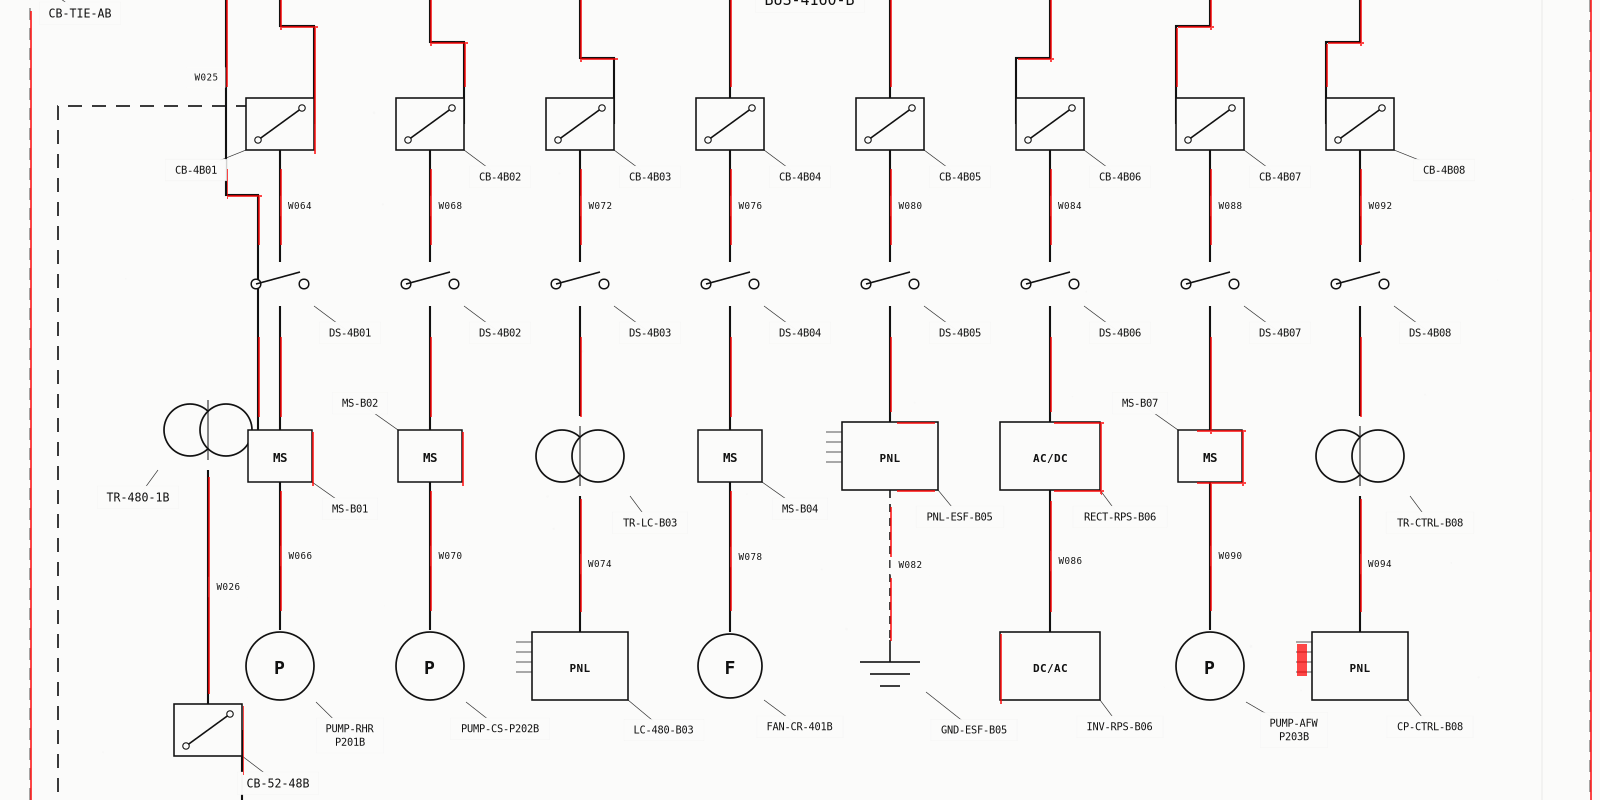 BUS-4160-B
CB-TIE-AB
W025
CB-4B01
CB-4B02
CB-4B03
CB-4B04
CB-4B05
CB-4B06
CB-4B07
CB-4B08
W064
W068
W072
W076
W080
W084
W088
W092
DS-4B01
DS-4B02
DS-4B03
DS-4B04
DS-4B05
DS-4B06
DS-4B07
DS-4B08
MS-B02
MS-B07
MS
MS
MS
PNL
AC/DC
MS
TR-480-1B
MS-B01
TR-LC-B03
MS-B04
PNL-ESF-B05
RECT-RPS-B06
TR-CTRL-B08
W026
W066
W070
W074
W078
W082
W086
W090
W094
P
P
PNL
F
DC/AC
P
PNL
PUMP-RHR
P201B
PUMP-CS-P202B
LC-480-B03
FAN-CR-401B
GND-ESF-B05
INV-RPS-B06
PUMP-AFW
P203B
CP-CTRL-B08
CB-52-48B